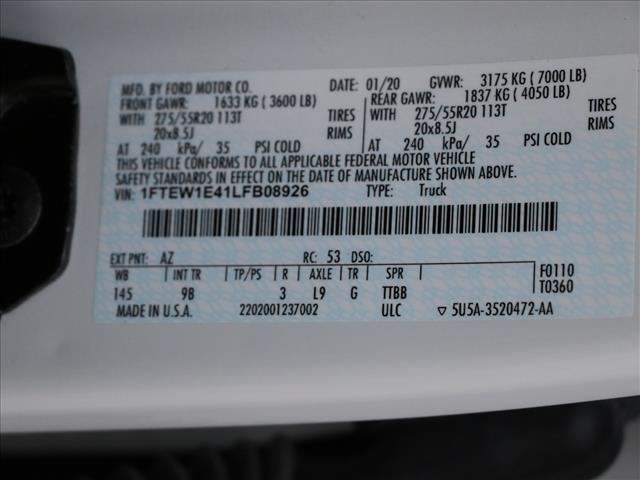 MFD. BY FORD MOTOR CO. DATE: 01/20 GVWR: 3175 KG ( 7000 LB)
FRONT GAWR: 1633 KG ( 3600 LB) REAR GAWR: 1837 KG ( 4050 LB)
WITH 275/55R20 113T TIRES WITH 275/55R20 113T TIRES
20x8.5J RIMS 20x8.5J RIMS
AT 240 kPa/ 35 PSI COLD AT 240 kPa/ 35 PSI COLD
THIS VEHICLE CONFORMS TO ALL APPLICABLE FEDERAL MOTOR VEHICLE
SAFETY STANDARDS IN EFFECT ON THE DATE OF MANUFACTURE SHOWN ABOVE.
VIN: 1FTEW1E41LFB08926 TYPE: Truck
EXT PNT: AZ RC: 53 DSO:
WB INT TR TP/PS R AXLE TR SPR F0110
145 9B 3 L9 G TTBB T0360
MADE IN U.S.A. 2202001237002 ULC ▽ 5U5A-3520472-AA